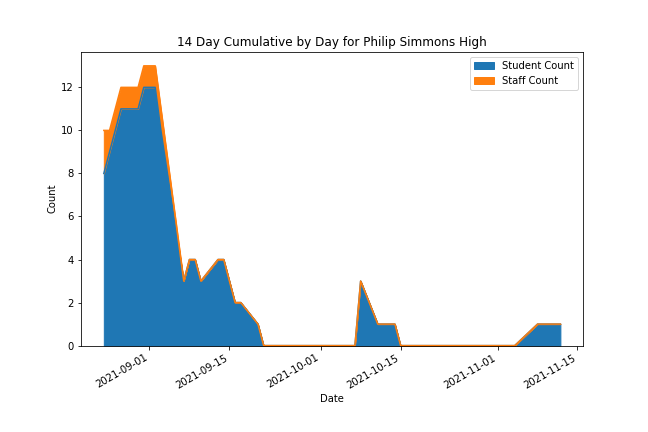 14 Day Cumulative by Day for Philip Simmons High
Student Count
Staff Count
Count
12
10
8
6
4
2
0
2021-09-01
2021-09-15
2021-10-01
2021-10-15
2021-11-01
2021-11-15
Date